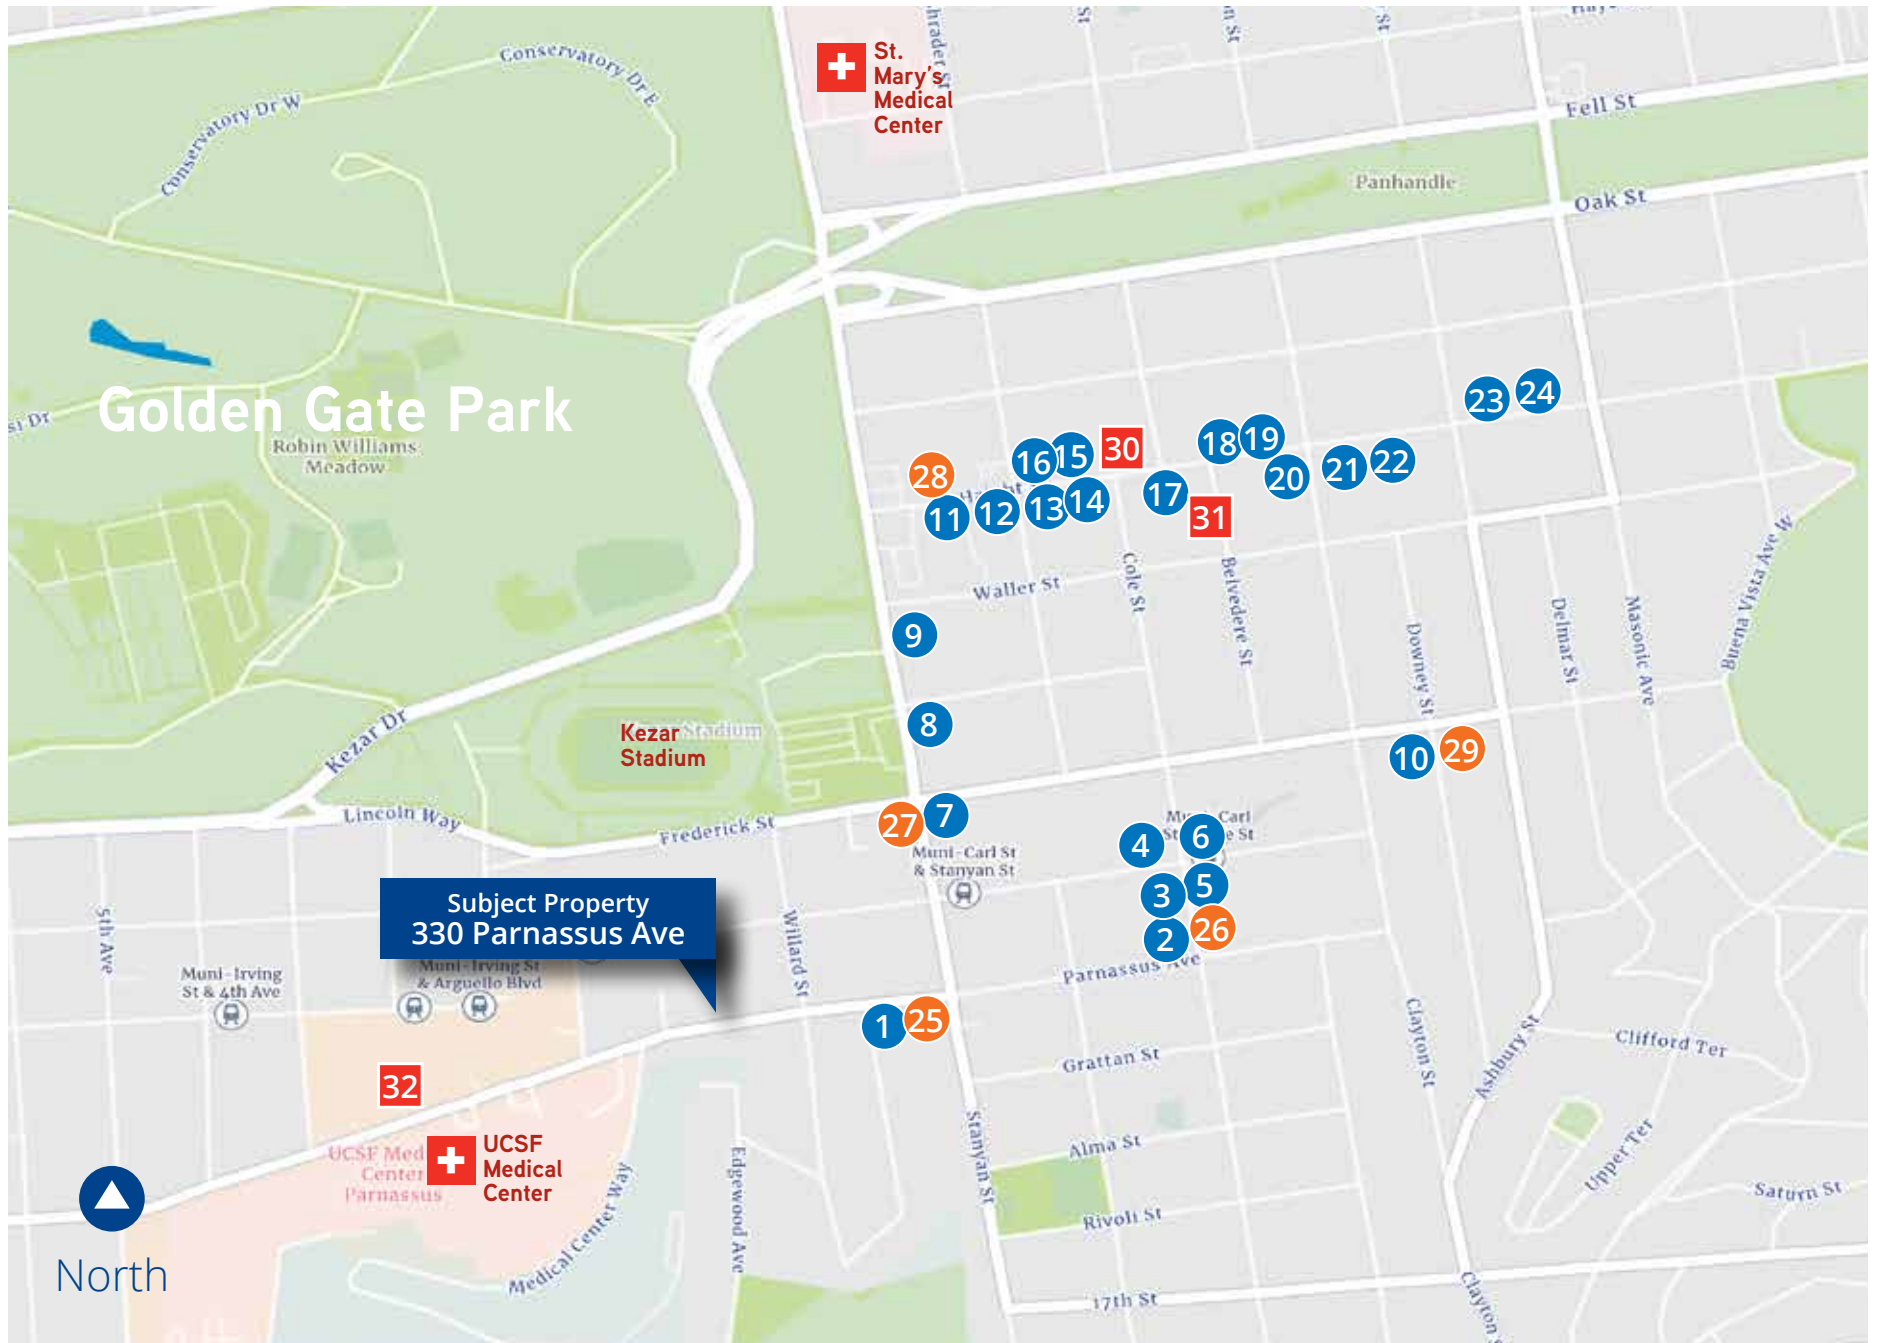 Conservatory Dr E
Conservatory Dr W
St.
Mary's
Medical
Center
Fell St
Panhandle
Oak St
Golden Gate Park
Robin Williams
Meadow
23
24
28
16
15
30
18
19
20
21
22
17
31
11
12
13
14
Waller St
Cole St
Belvedere St
Downey St
Delmar St
Masonic Ave
Buena Vista Ave W
9
8
Kezar Dr
Kezar
Stadium
Stadium
Lincoln Way
Frederick St
27
7
10
29
Muni-Carl St
& Stanyan St
4
6
3
5
2
26
Subject Property
330 Parnassus Ave
5th Ave
Muni-Irving
St & 4th Ave
Muni-Irving St
& Arguello Blvd
Willard St
Parnassus Ave
1
25
Grattan St
Clayton St
Ashbury St
Clifford Ter
32
UCSF
Medical
Center
UCSF Med
Center
Parnassus
Medical Center Way
Edgewood Ave
Stanyan St
Alma St
Rivoli St
Upper Ter
Saturn St
17th St
Clayton
North